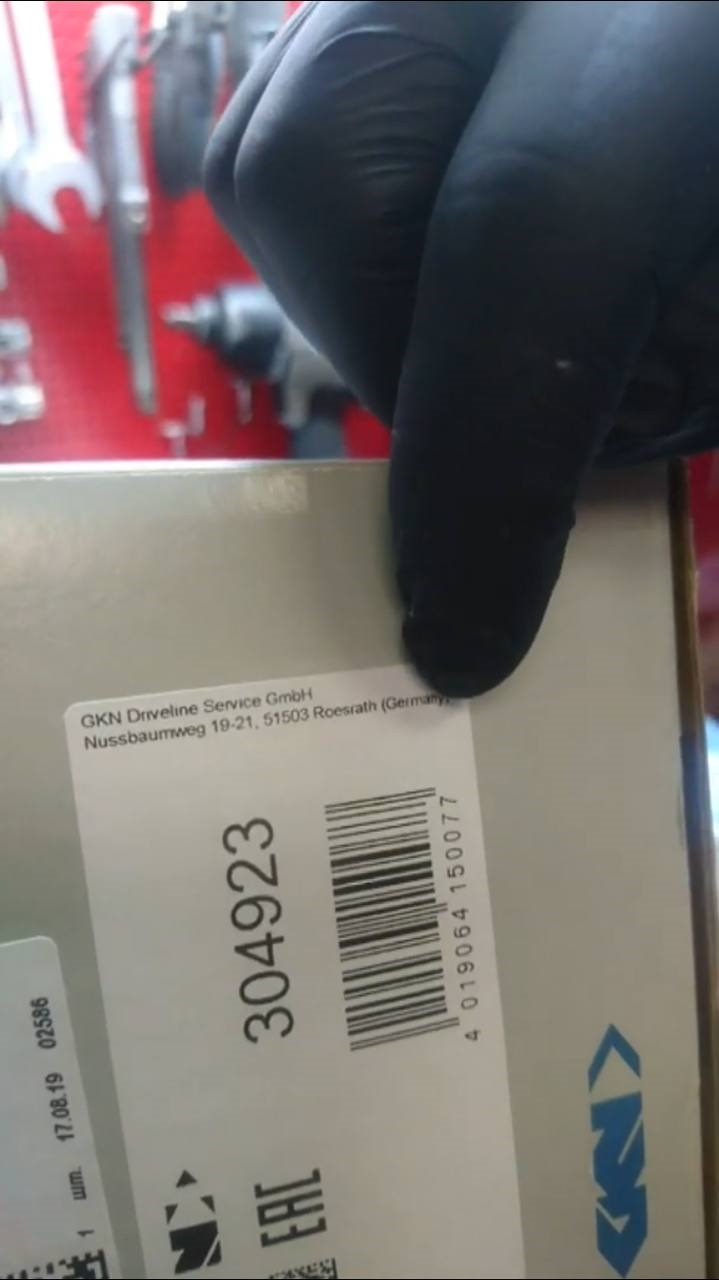 GKN Driveline Service GmbH
Nussbaumweg 19-21, 51503 Roesrath (Germany)
304923
4 019064 150077
EAC
1 шт. 17.08.19 02586
GKN